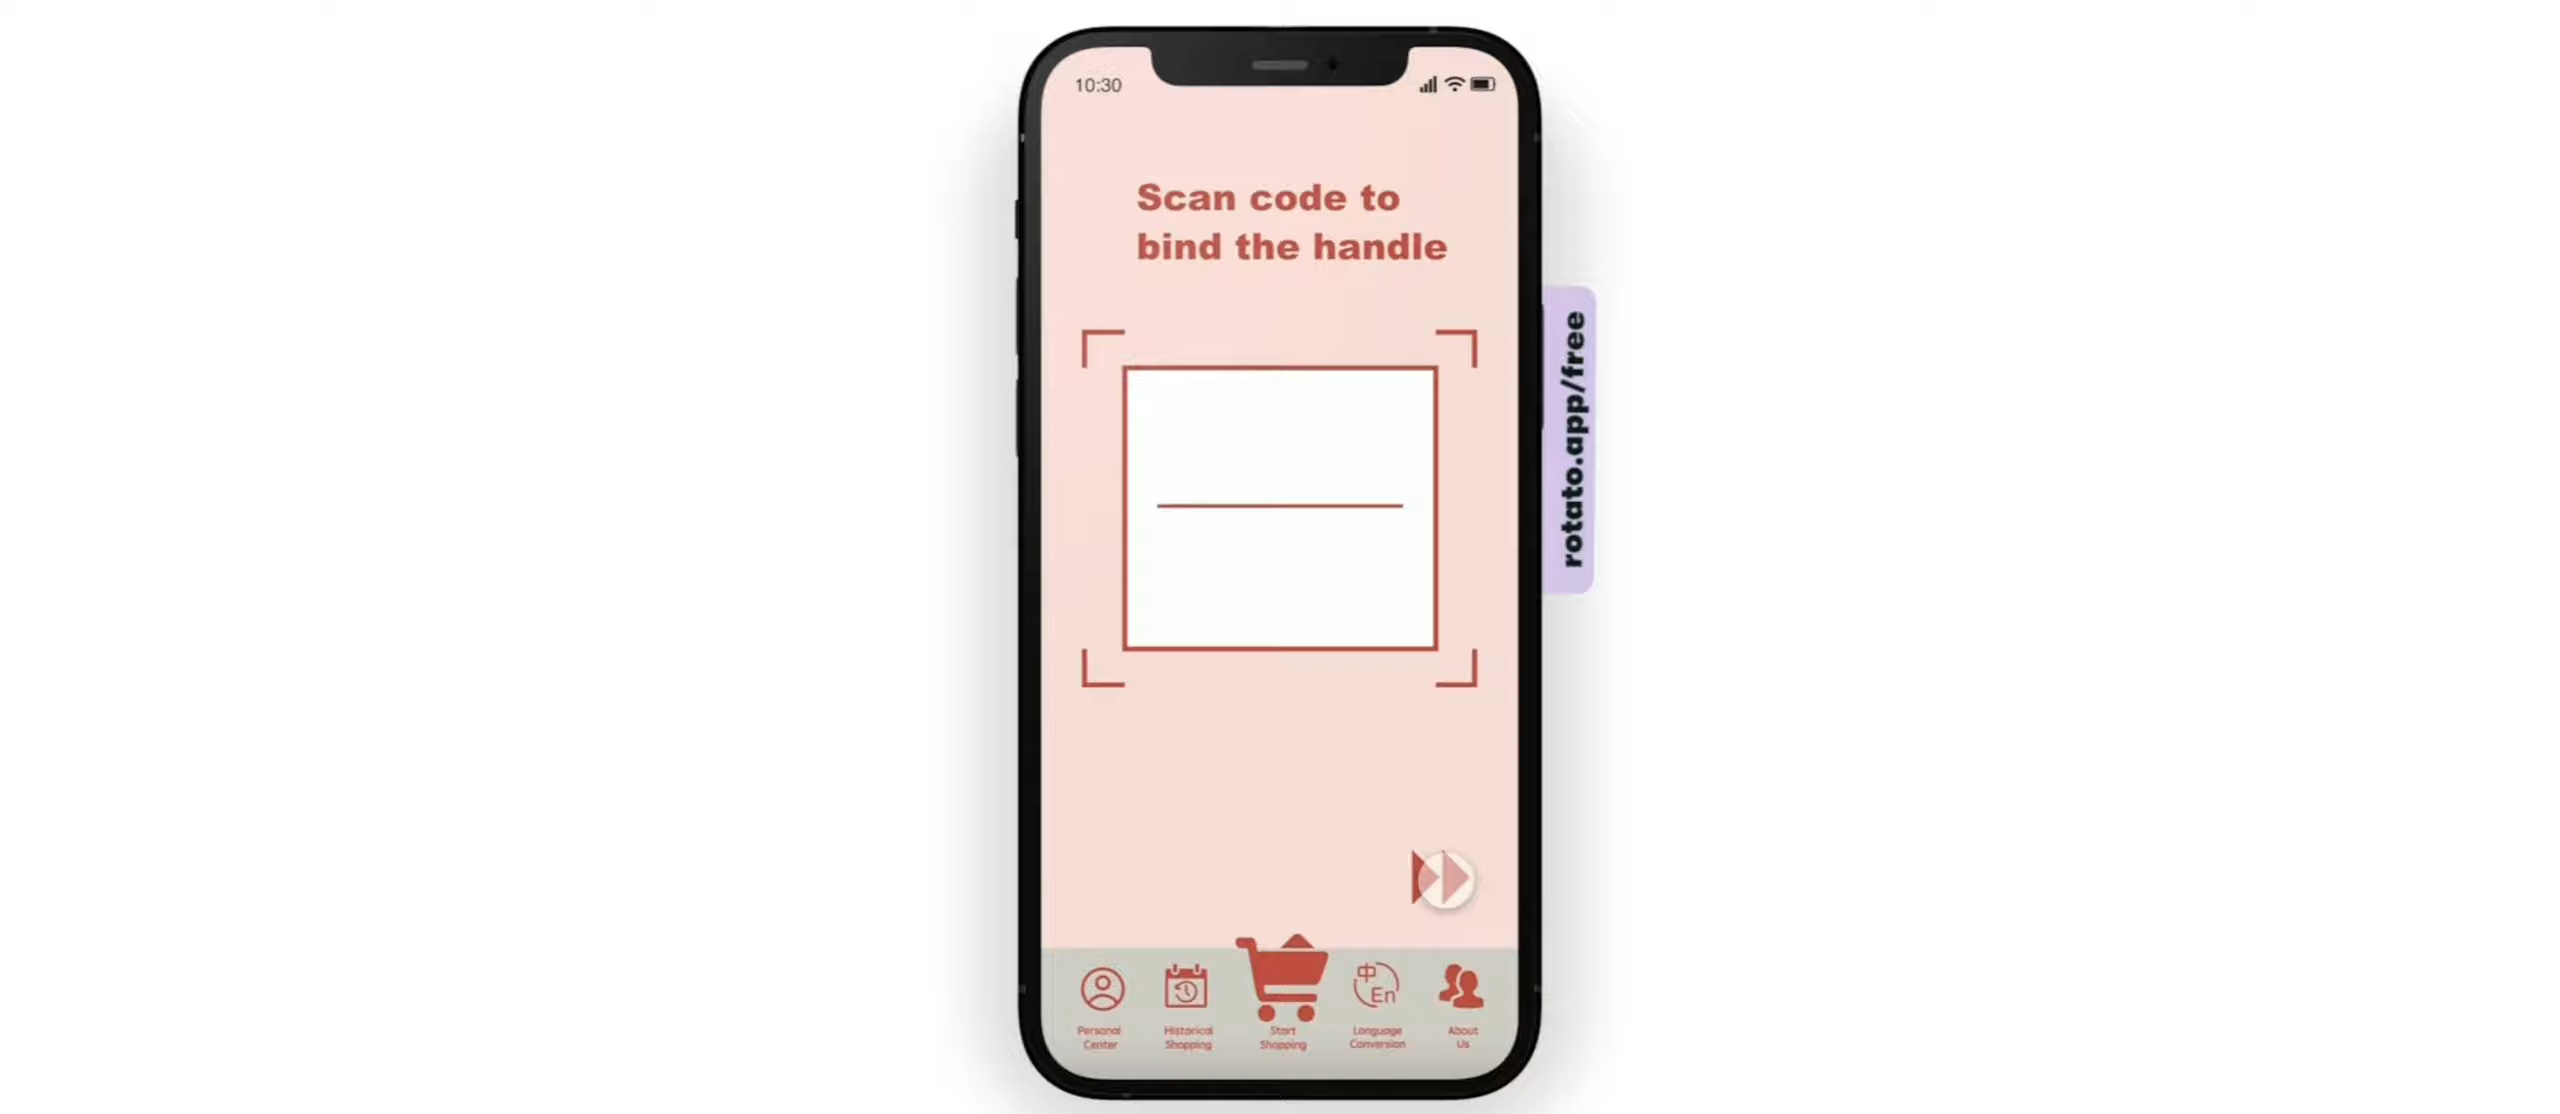 10:30
Scan code to
bind the handle
rotato.app/free
中
En
Personal
Center
Historical
Shopping
Start
Shopping
Language
Conversion
About
Us